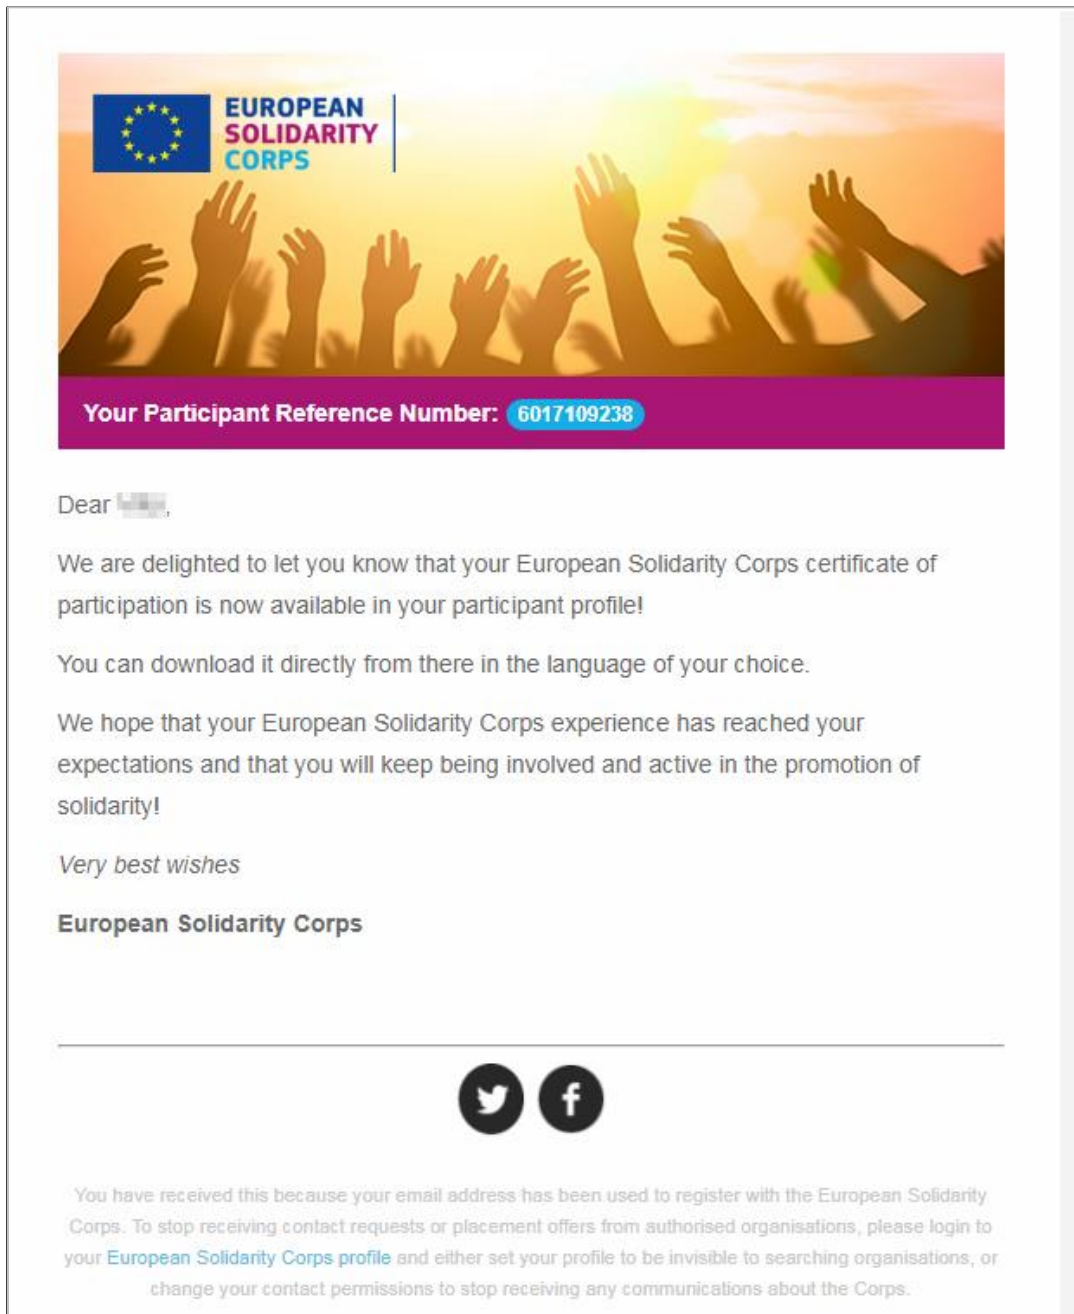 EUROPEAN
SOLIDARITY
CORPS
Your Participant Reference Number: 6017109238
Dear ,
We are delighted to let you know that your European Solidarity Corps certificate of
participation is now available in your participant profile!
You can download it directly from there in the language of your choice.
We hope that your European Solidarity Corps experience has reached your
expectations and that you will keep being involved and active in the promotion of
solidarity!
Very best wishes
European Solidarity Corps
You have received this because your email address has been used to register with the European Solidarity
Corps. To stop receiving contact requests or placement offers from authorised organisations, please login to
your European Solidarity Corps profile and either set your profile to be invisible to searching organisations, or
change your contact permissions to stop receiving any communications about the Corps.